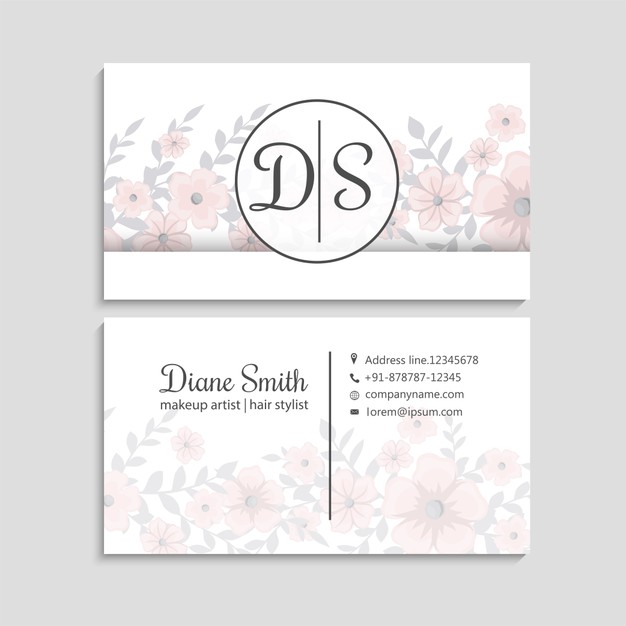 D|S
Diane Smith
makeup artist | hair stylist
Address line.12345678
+91-878787-12345
companyname.com
lorem@ipsum.com